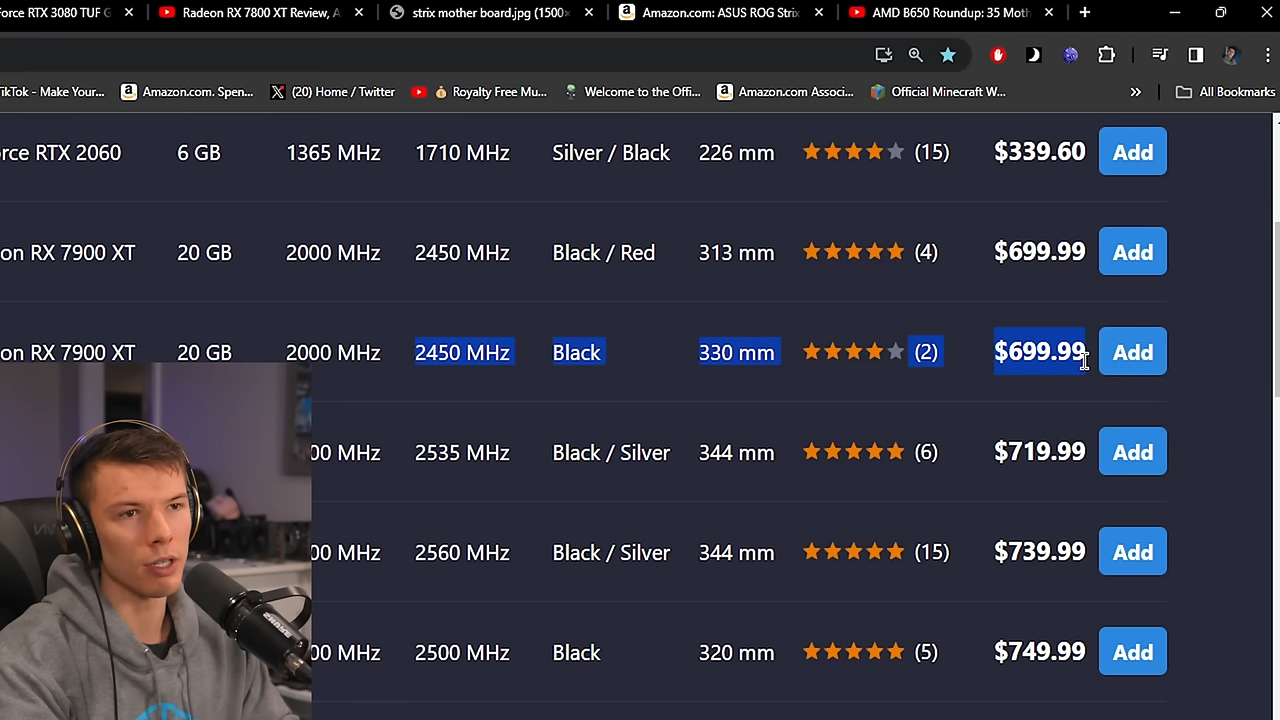 orce RTX 3080 TUF G
Radeon RX 7800 XT Review, A
strix mother board.jpg (1500×
Amazon.com: ASUS ROG Strix
AMD B650 Roundup: 35 Moth
ikTok - Make Your...
Amazon.com. Spen...
(20) Home / Twitter
Royalty Free Mu...
Welcome to the Offi...
Amazon.com Associ...
Official Minecraft W...
All Bookmarks
orce RTX 2060 6 GB 1365 MHz 1710 MHz Silver / Black 226 mm (15) $339.60 Add
on RX 7900 XT 20 GB 2000 MHz 2450 MHz Black / Red 313 mm (4) $699.99 Add
on RX 7900 XT 20 GB 2000 MHz 2450 MHz Black 330 mm (2) $699.99 Add
00 MHz 2535 MHz Black / Silver 344 mm (6) $719.99 Add
00 MHz 2560 MHz Black / Silver 344 mm (15) $739.99 Add
00 MHz 2500 MHz Black 320 mm (5) $749.99 Add